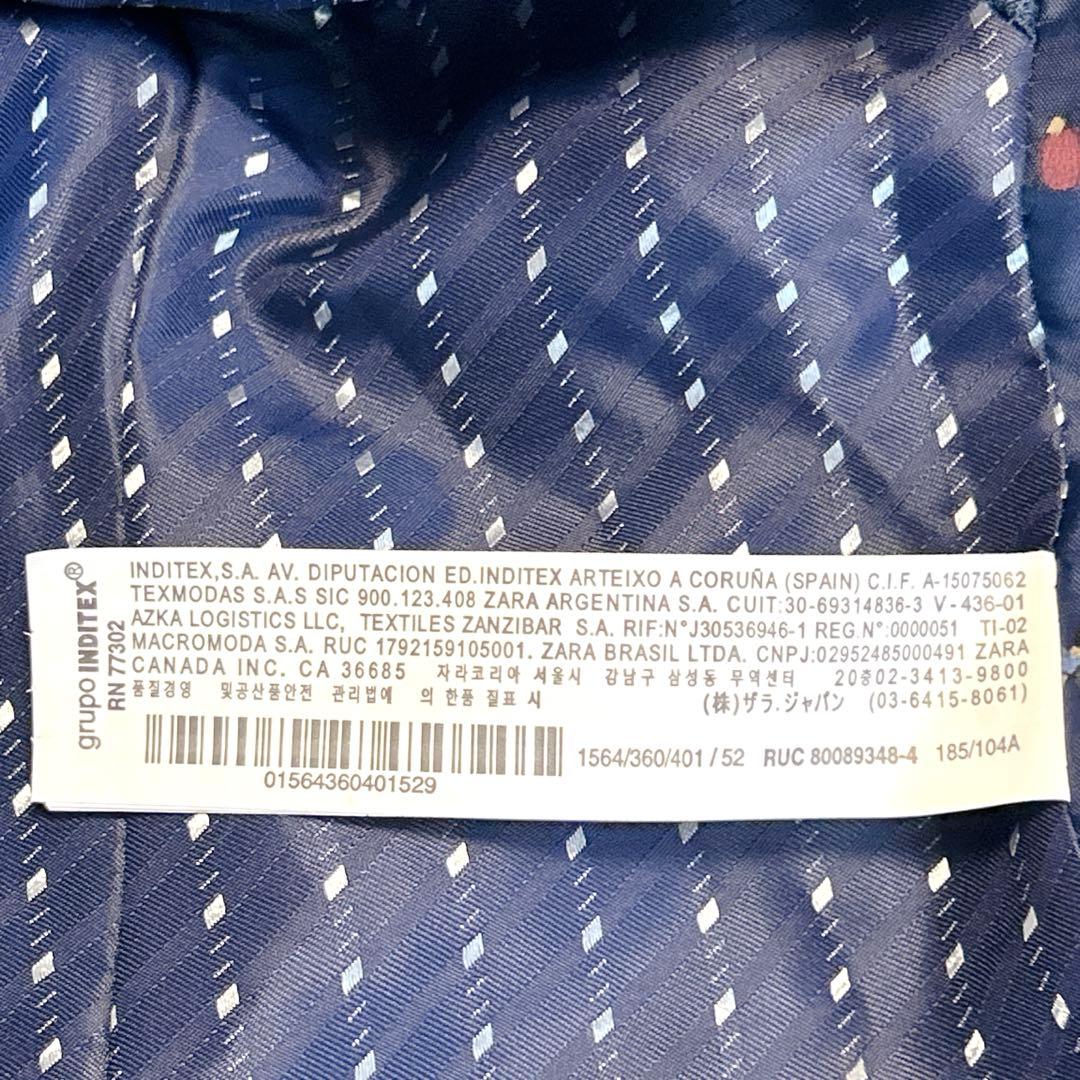 grupo INDITEX®
RN 77302
INDITEX,S.A. AV. DIPUTACION ED.INDITEX ARTEIXO A CORUÑA (SPAIN) C.I.F. A-15075062
TEXMODAS S.A.S SIC 900.123.408 ZARA ARGENTINA S.A. CUIT:30-69314836-3 V-436-01
AZKA LOGISTICS LLC, TEXTILES ZANZIBAR S.A. RIF:N°J30536946-1 REG.N°:0000051 TI-02
MACROMODA S.A. RUC 1792159105001. ZARA BRASIL LTDA. CNPJ:02952485000491 ZARA
CANADA INC. CA 36685 자라코리아 서울시 강남구 삼성동 무역센터 20층02-3413-9800
품질경영 및공산품안전 관리법에 의한품 질표시 (株)ザラ.ジャパン (03-6415-8061)
01564360401529
1564/360/401/52 RUC 80089348-4 185/104A